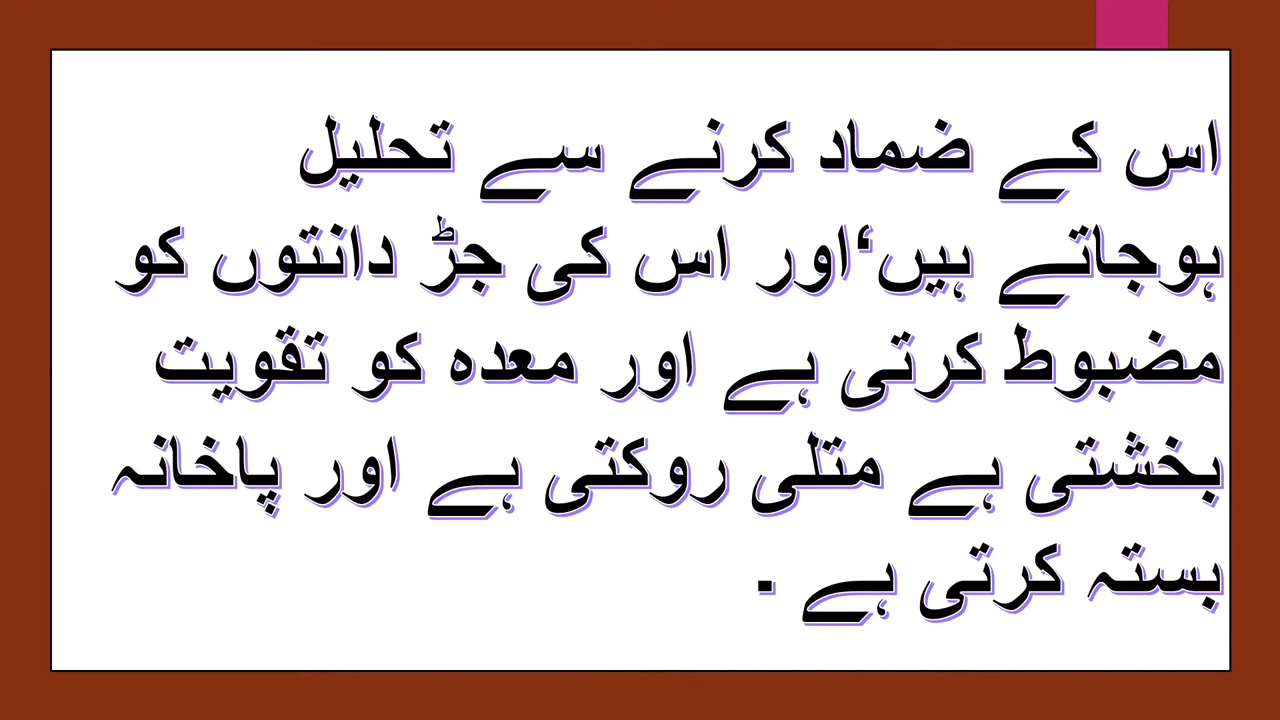 اس کے ضماد کرنے سے تحلیل
ہوجاتے ہیں‘اور اس کی جڑ دانتوں کو
مضبوط کرتی ہے اور معدہ کو تقویت
بخشتی ہے متلی روکتی ہے اور پاخانہ
بستہ کرتی ہے .